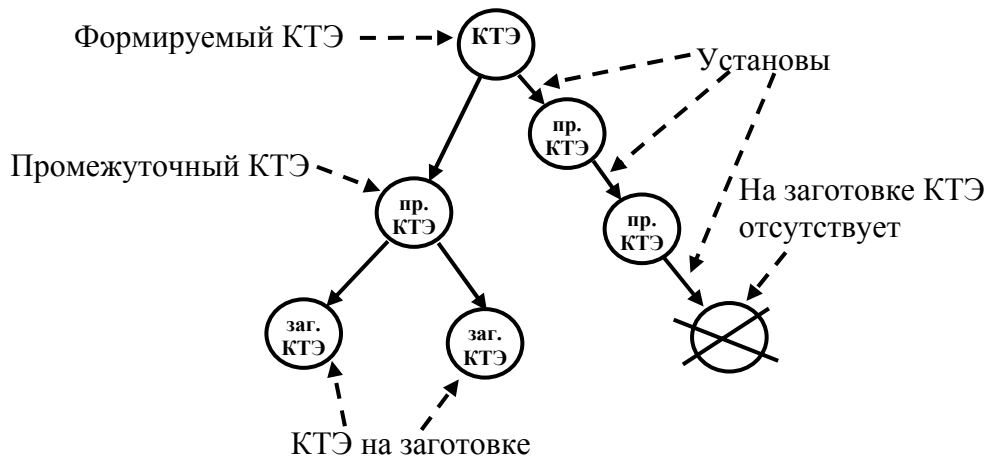 Формируемый КТЭ
КТЭ
Установы
пр.
КТЭ
Промежуточный КТЭ
пр.
КТЭ
пр.
КТЭ
На заготовке КТЭ
отсутствует
заг.
КТЭ
заг.
КТЭ
КТЭ на заготовке